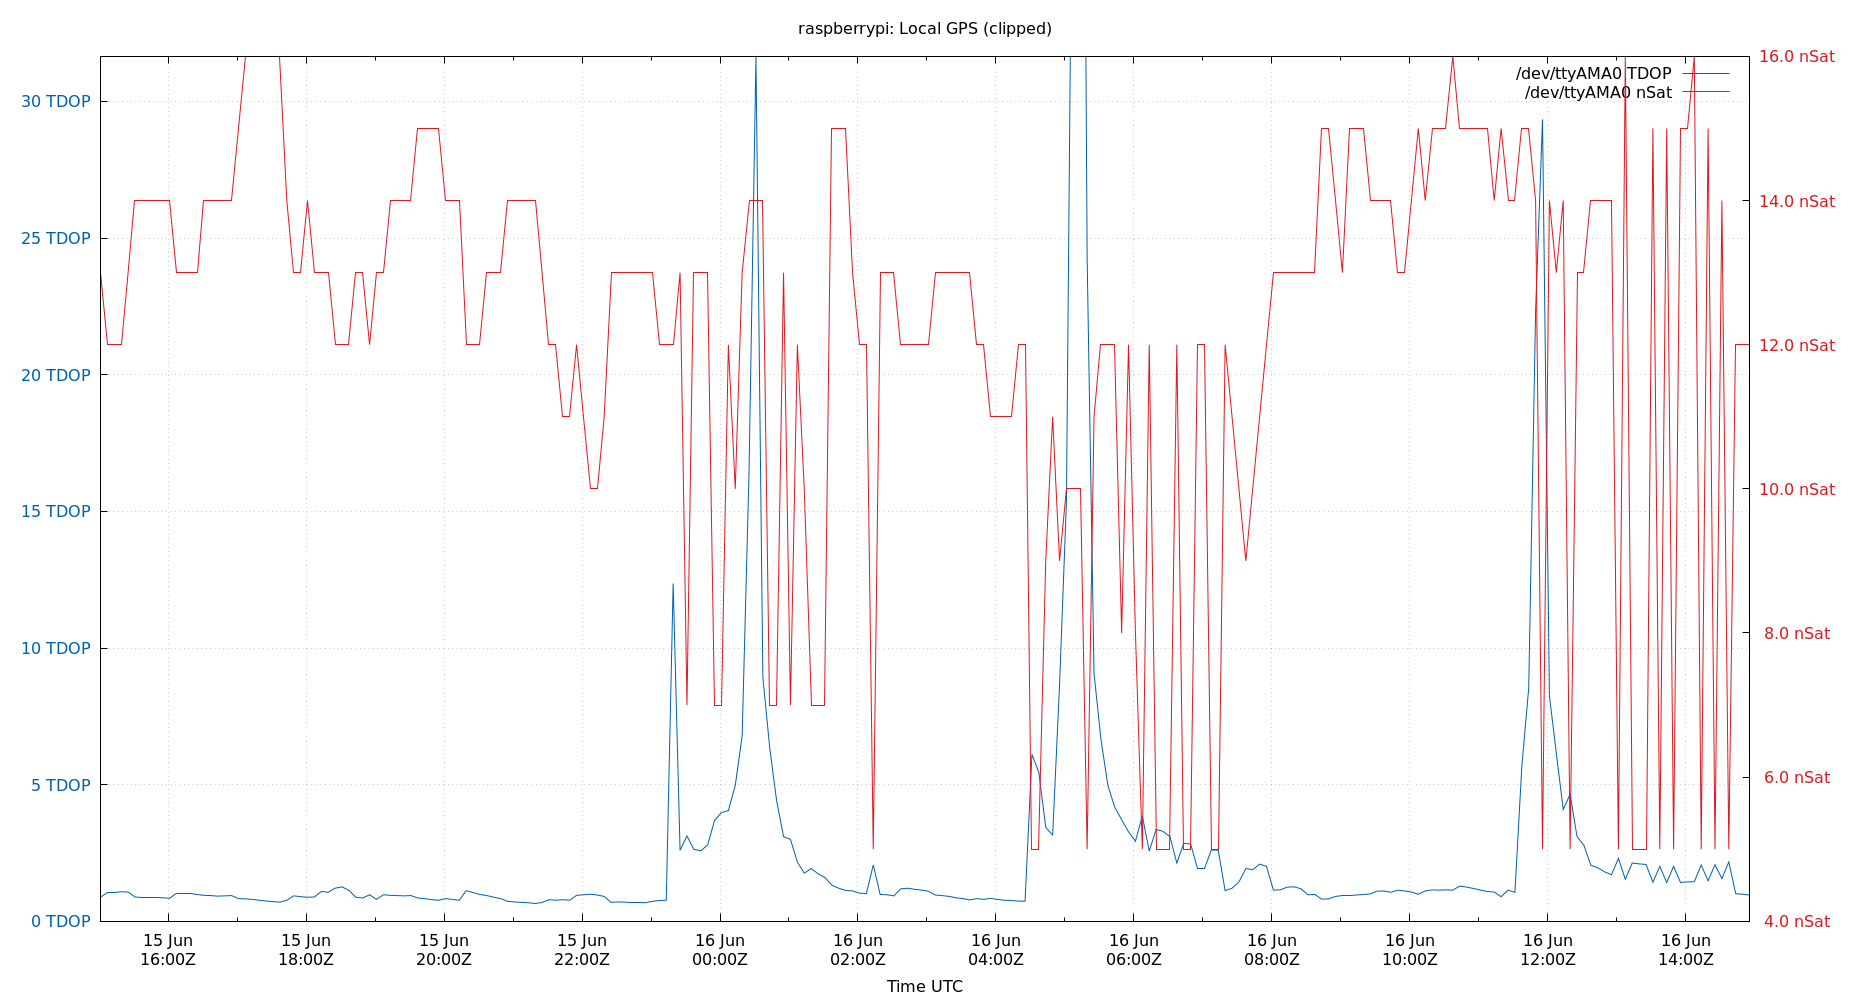 raspberrypi: Local GPS (clipped)
/dev/ttyAMA0 TDOP
/dev/ttyAMA0 nSat
30 TDOP
25 TDOP
20 TDOP
15 TDOP
10 TDOP
5 TDOP
0 TDOP
16.0 nSat
14.0 nSat
12.0 nSat
10.0 nSat
8.0 nSat
6.0 nSat
4.0 nSat
15 Jun
16:00Z
15 Jun
18:00Z
15 Jun
20:00Z
15 Jun
22:00Z
16 Jun
00:00Z
16 Jun
02:00Z
16 Jun
04:00Z
16 Jun
06:00Z
16 Jun
08:00Z
16 Jun
10:00Z
16 Jun
12:00Z
16 Jun
14:00Z
Time UTC